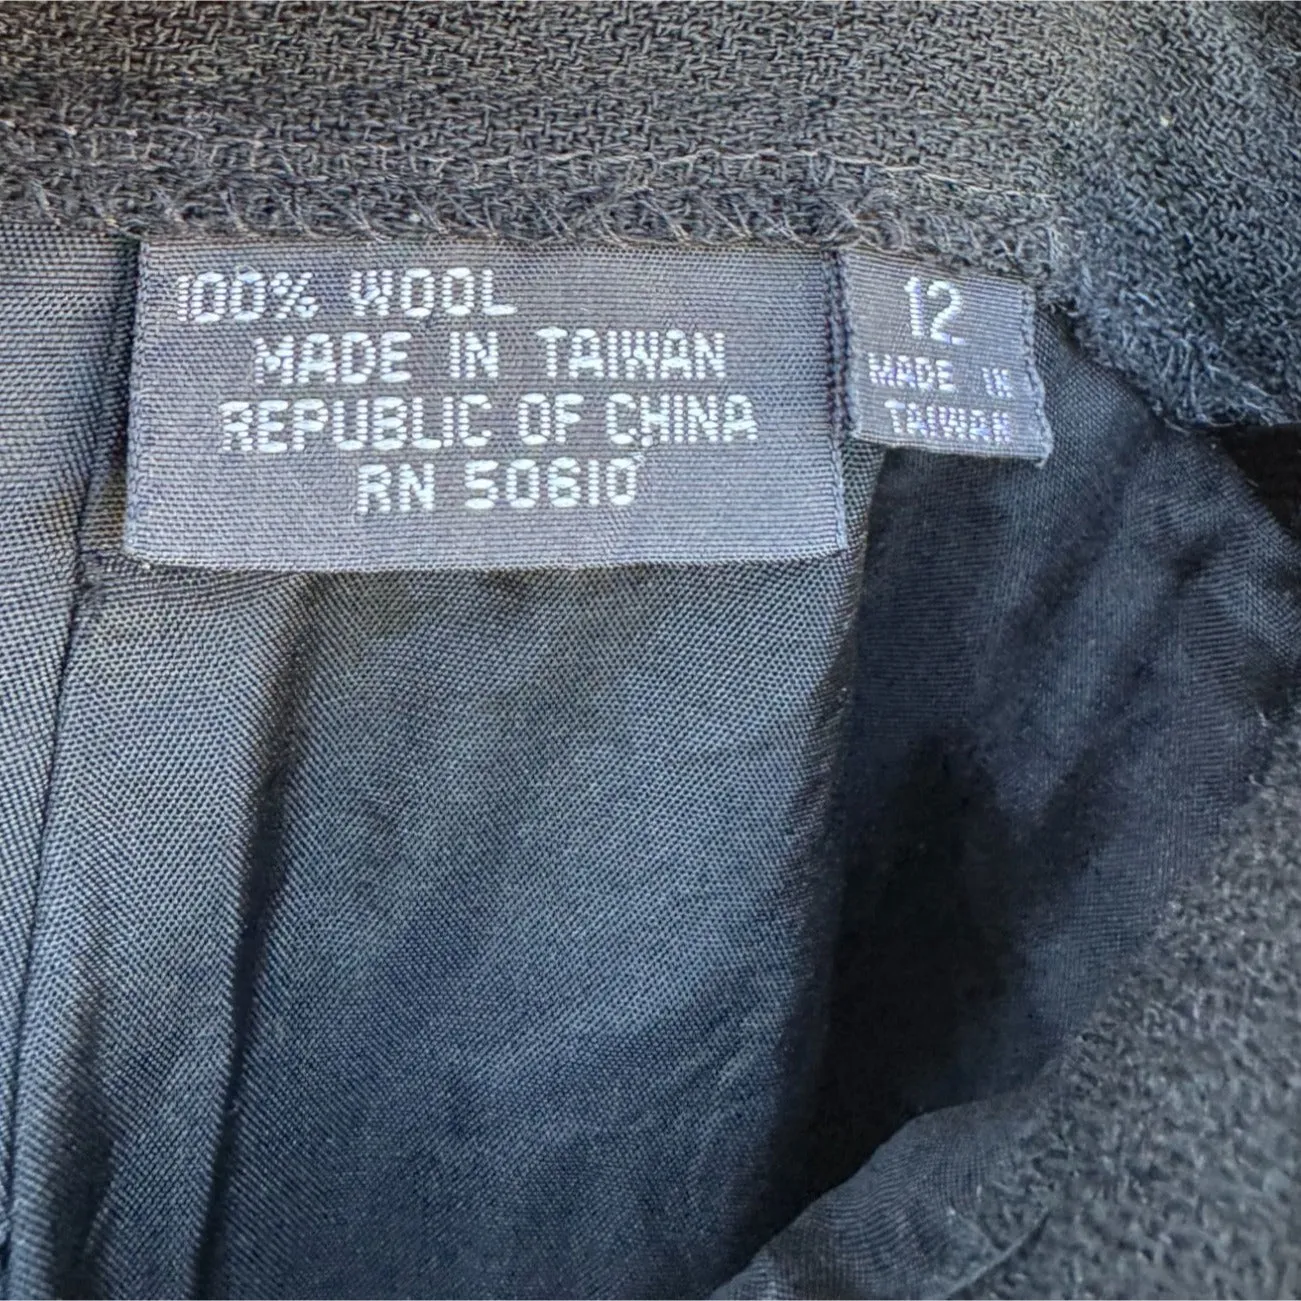 100% WOOL
MADE IN TAIWAN
REPUBLIC OF CHINA
RN 50610
12
MADE IN
TAIWAN